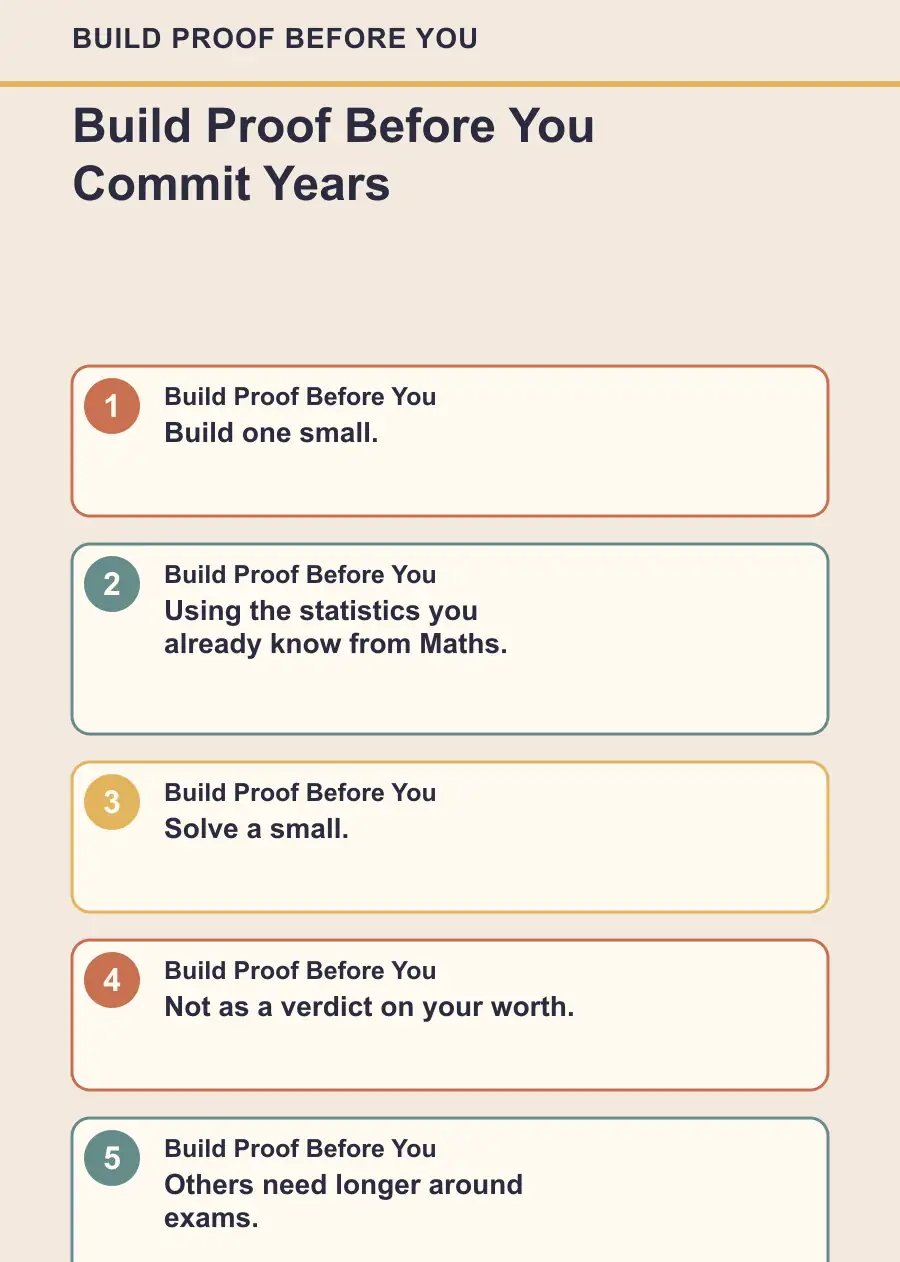 BUILD PROOF BEFORE YOU
Build Proof Before You
Commit Years
1
Build Proof Before You
Build one small.
2
Build Proof Before You
Using the statistics you
already know from Maths.
3
Build Proof Before You
Solve a small.
4
Build Proof Before You
Not as a verdict on your worth.
5
Build Proof Before You
Others need longer around
exams.